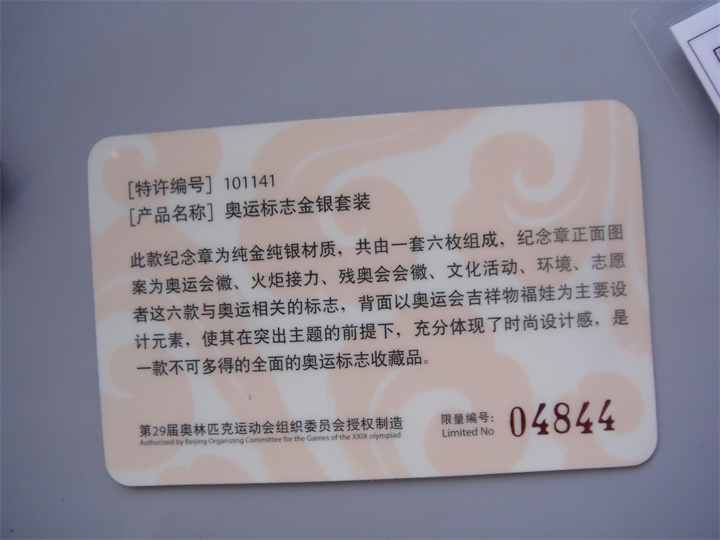 [特许编号] 101141
[产品名称] 奥运标志金银套装
此款纪念章为纯金纯银材质，共由一套六枚组成，纪念章正面图
案为奥运会徽、火炬接力、残奥会会徽、文化活动、环境、志愿
者这六款与奥运相关的标志，背面以奥运会吉祥物福娃为主要设
计元素，使其在突出主题的前提下，充分体现了时尚设计感，是
一款不可多得的全面的奥运标志收藏品。
第29届奥林匹克运动会组织委员会授权制造
Authorized by Beijing Organizing Committee for the Games of the XXIX olympiad
限量编号：
Limited No 04844